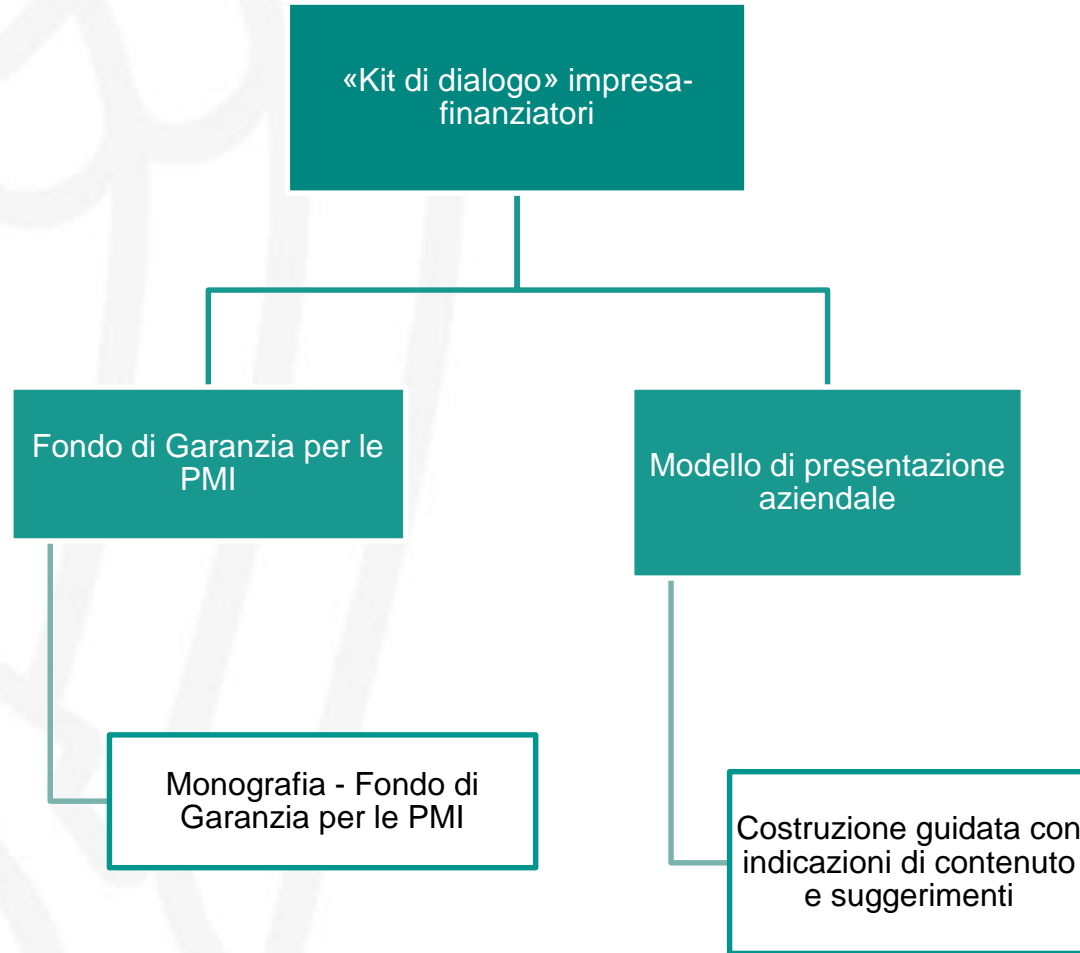 «Kit di dialogo» impresa-
finanziatori
Fondo di Garanzia per le
PMI
Modello di presentazione
aziendale
Monografia - Fondo di
Garanzia per le PMI
Costruzione guidata con
indicazioni di contenuto
e suggerimenti